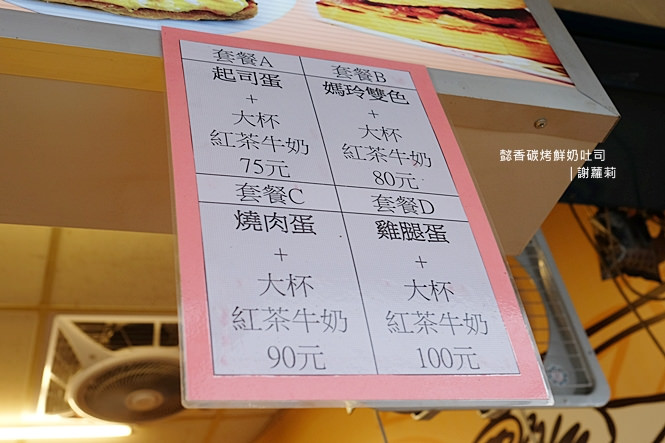 套餐A
起司蛋
+
大杯
紅茶牛奶
75元
套餐B
媽玲雙色
+
大杯
紅茶牛奶
80元
套餐C
燒肉蛋
+
大杯
紅茶牛奶
90元
套餐D
雞腿蛋
+
大杯
紅茶牛奶
100元
懿香碳烤鮮奶吐司
|謝蘿莉